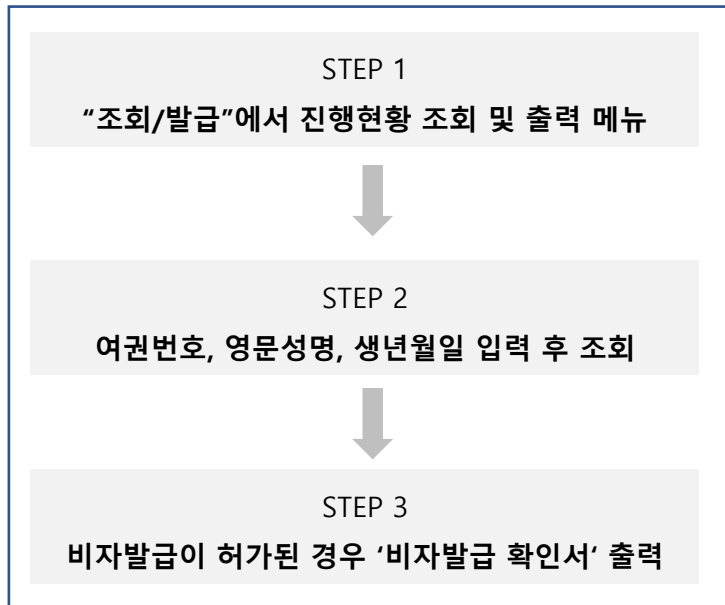 STEP 1
“조회/발급”에서 진행현황 조회 및 출력 메뉴
STEP 2
여권번호, 영문성명, 생년월일 입력 후 조회
STEP 3
비자발급이 허가된 경우 ‘비자발급 확인서‘ 출력